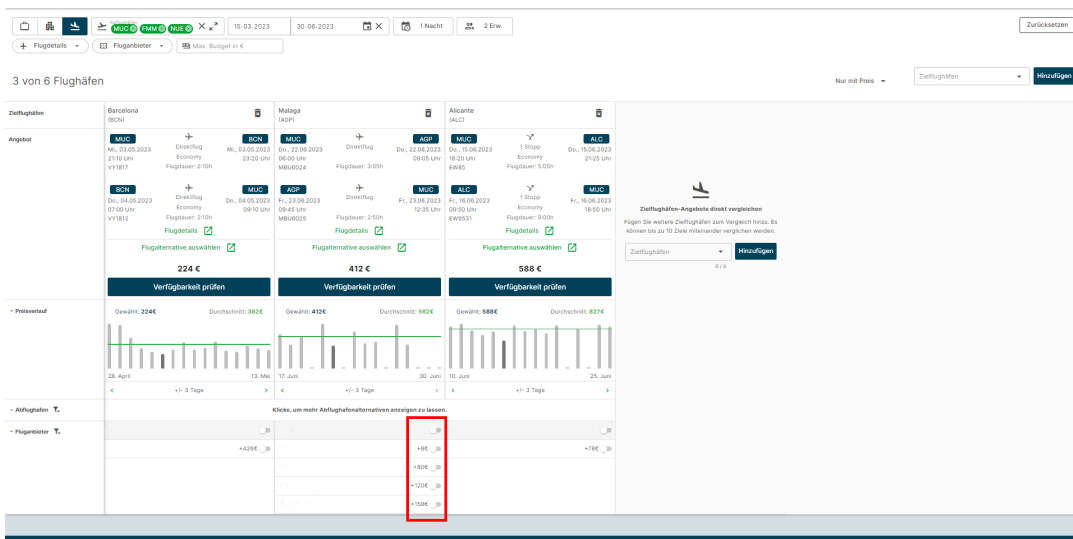 Abflughäfen
MUC FMM NUE 15-03-2023 30-06-2023 1 Nacht 2 Erw. Zurücksetzen
Flugdetails Fluganbieter Max. Budget in €
3 von 6 Flughäfen Nur mit Preis Zielflughäfen Hinzufügen
Zielflughäfen Barcelona Malaga Alicante
(BCN) (AGP) (ALC)
Angebot MUC BCN MUC AGP MUC ALC
Direktflug Direktflug 1 Stopp
Mi., 03.05.2023 Mi., 03.05.2023 Do., 22.06.2023 Do., 22.06.2023 Do., 15.06.2023 Do., 15.06.2023
21:10 Uhr Economy 23:20 Uhr 06:00 Uhr 09:05 Uhr 16:20 Uhr Economy 21:25 Uhr
VY1817 Flugdauer: 2:10h MBU6024 Flugdauer: 3:05h EW85 Flugdauer: 5:05h
BCN MUC AGP MUC ALC MUC
Direktflug Direktflug 1 Stopp
Do., 04.05.2023 Do., 04.05.2023 Fr., 23.06.2023 Fr., 23.06.2023 Fr., 16.06.2023 Fr., 16.06.2023
07:00 Uhr Economy 09:10 Uhr 09:45 Uhr 12:35 Uhr 09:50 Uhr Economy 18:50 Uhr
VY1812 Flugdauer: 2:10h MBU6025 Flugdauer: 2:50h EW9531 Flugdauer: 9:00h
Flugdetails Flugdetails Flugdetails
Flugalternative auswählen Flugalternative auswählen Flugalternative auswählen
224 € 412 € 588 €
Verfügbarkeit prüfen Verfügbarkeit prüfen Verfügbarkeit prüfen
Zielflughäfen-Angebote direkt vergleichen
Fügen Sie weitere Zielflughäfen zum Vergleich hinzu. Es
können bis zu 10 Ziele miteinander verglichen werden.
Zielflughäfen Hinzufügen
0 / 4
Preisverlauf Gewählt: 224€ Durchschnitt: 362€ Gewählt: 412€ Durchschnitt: 562€ Gewählt: 588€ Durchschnitt: 827€
28. April 13. Mai 17. Juni 30. Juni 10. Juni 25. Juni
< +/- 3 Tage > < +/- 3 Tage > < +/- 3 Tage >
Abflughafen Klicke, um mehr Abflughafenalternativen anzeigen zu lassen.
Fluganbieter
+426€ +9€ +78€
+80€
+120€
+158€